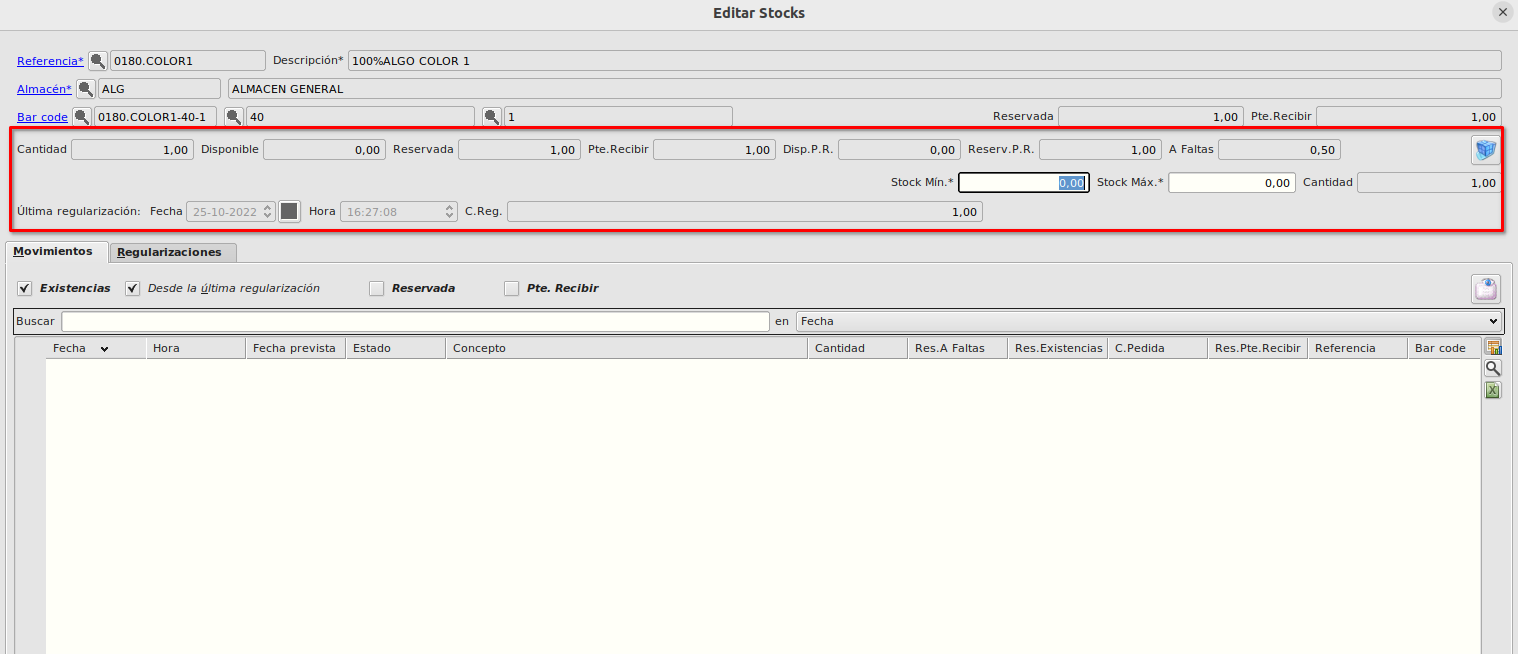 Editar Stocks
Referencia* 0180.COLOR1 Descripción* 100%ALGO COLOR 1
Almacén* ALG ALMACEN GENERAL
Bar code 0180.COLOR1-40-1 40 1 Reservada 1,00 Pte.Recibir 1,00
Cantidad 1,00 Disponible 0,00 Reservada 1,00 Pte.Recibir 1,00 Disp.P.R. 0,00 Reserv.P.R. 1,00 A Faltas 0,50
Stock Mín.* 0,00 Stock Máx.* 0,00 Cantidad 1,00
Última regularización: Fecha 25-10-2022 Hora 16:27:08 C.Reg. 1,00
Movimientos Regularizaciones
Existencias Desde la última regularización Reservada Pte. Recibir
Buscar en Fecha
Fecha Hora Fecha prevista Estado Concepto Cantidad Res.A Faltas Res.Existencias C.Pedida Res.Pte.Recibir Referencia Bar code